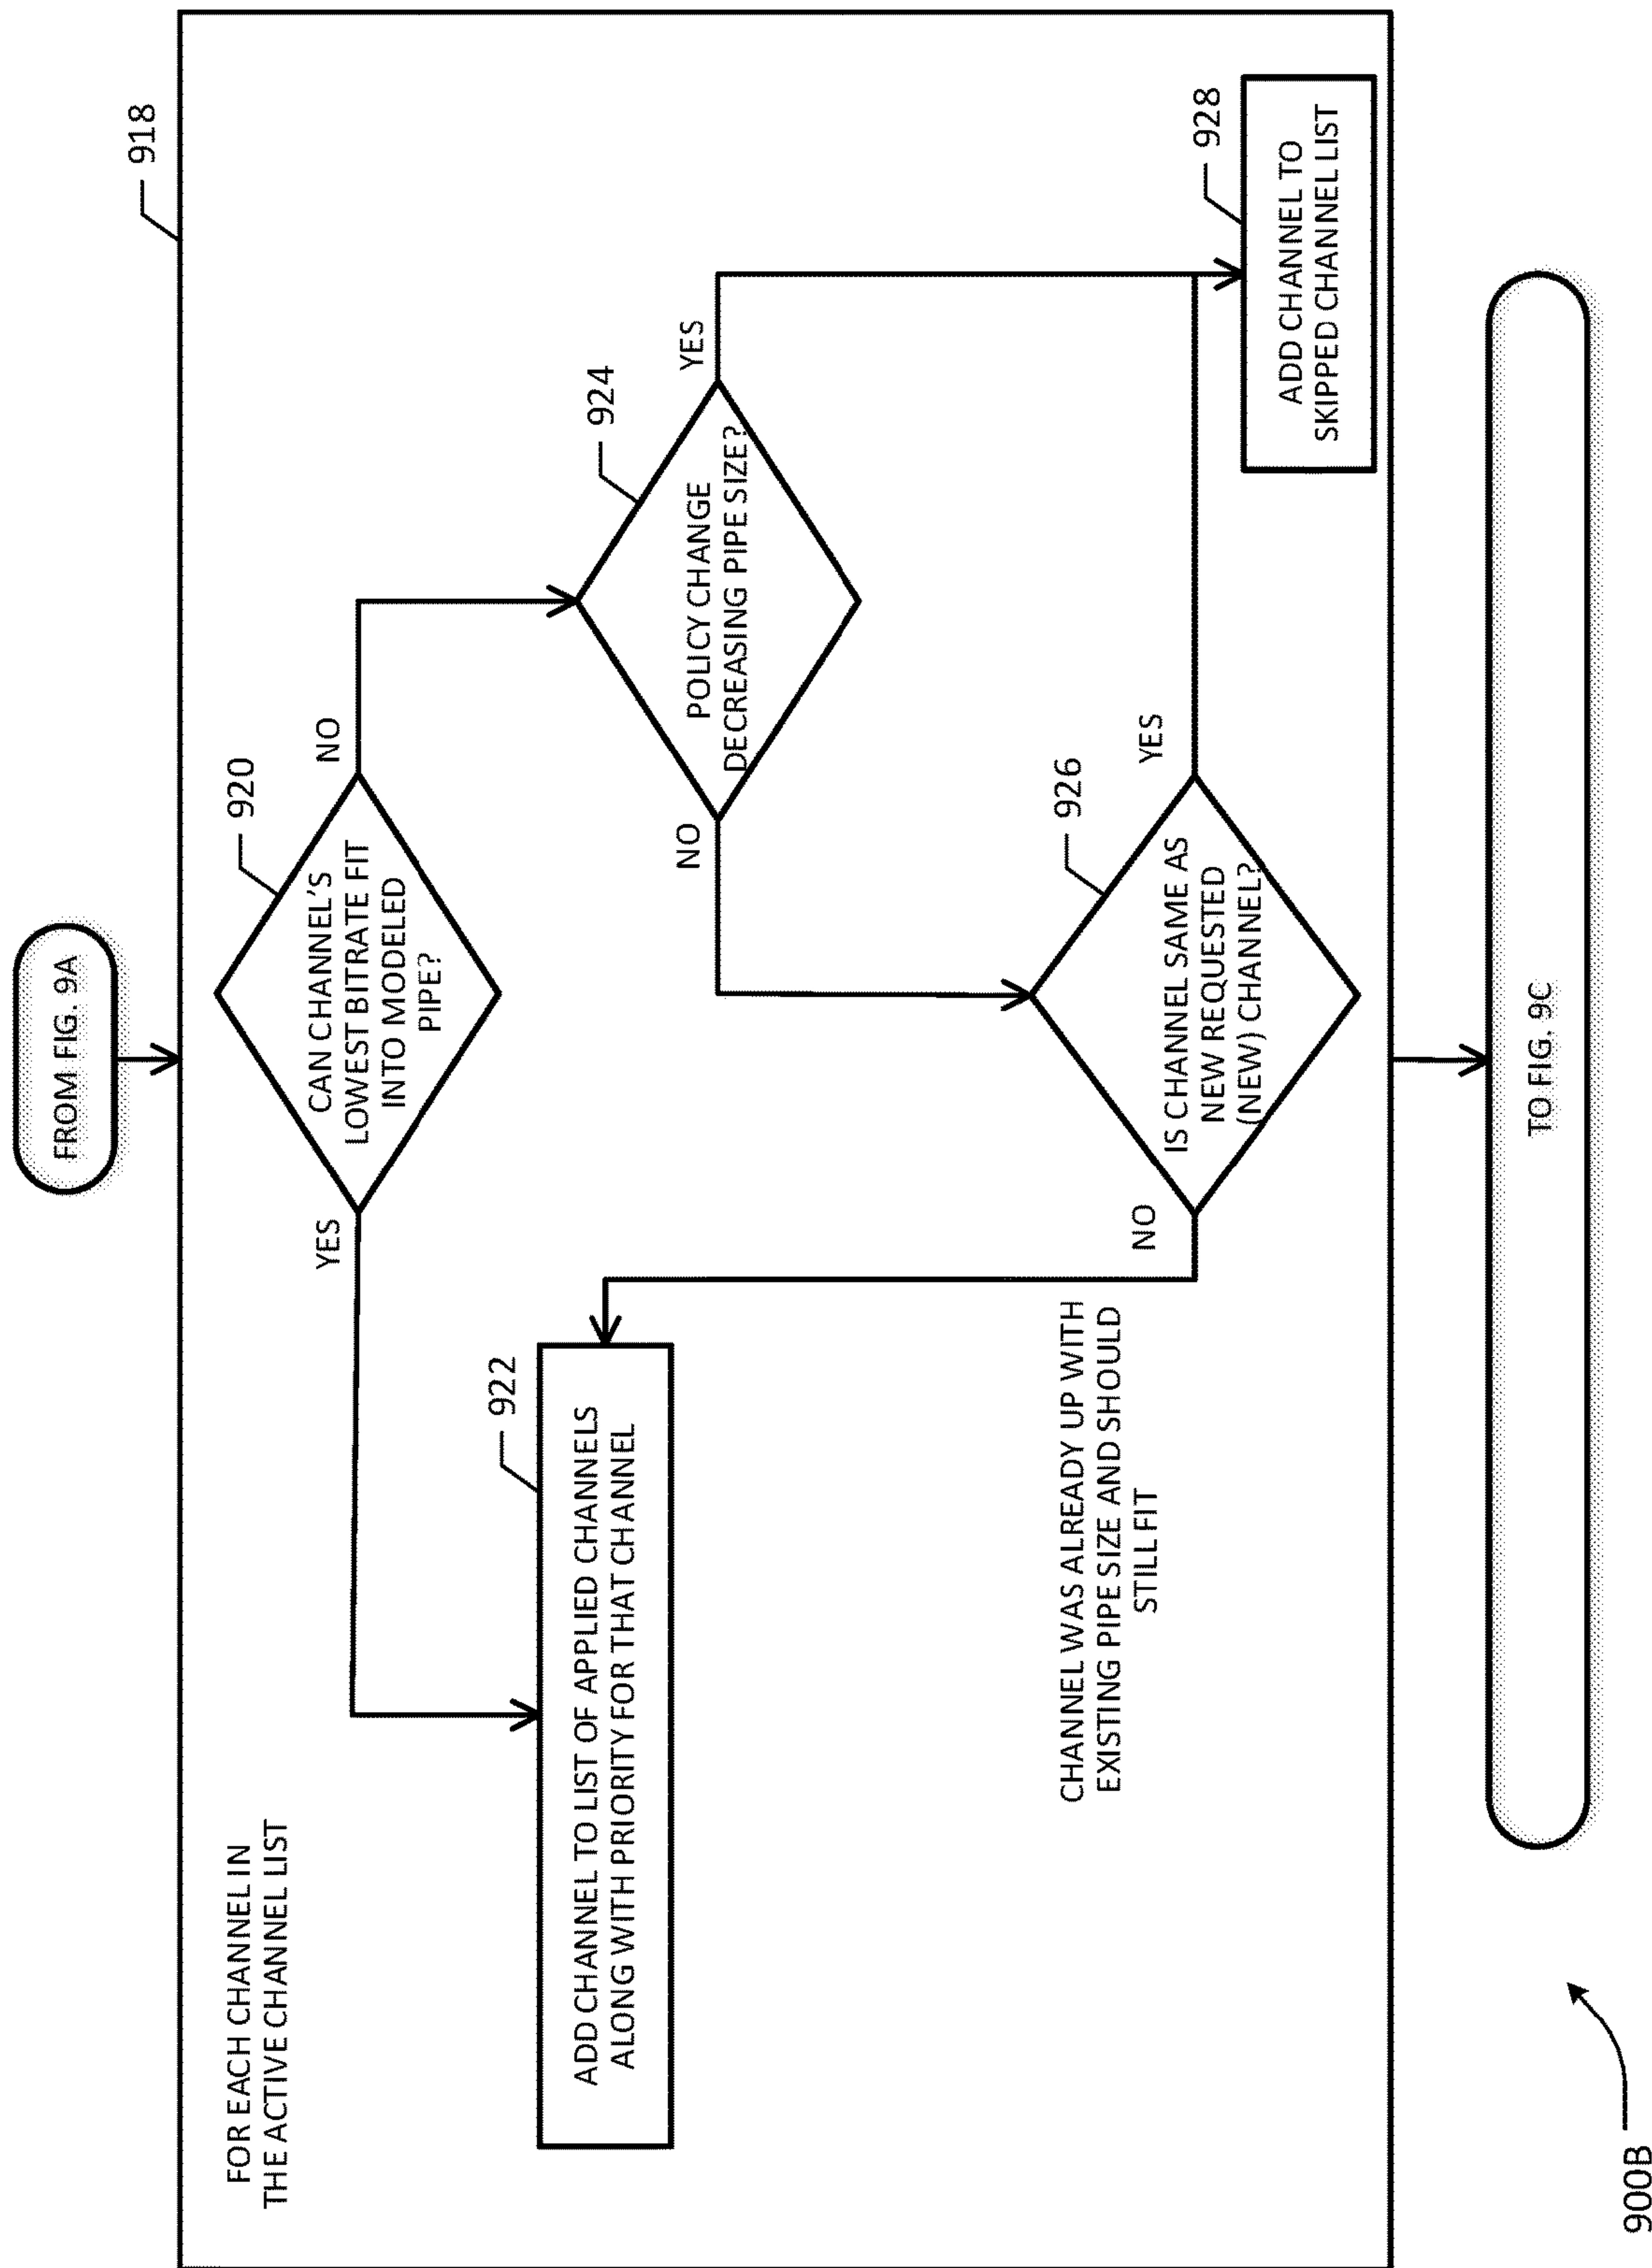 FROM FIG. 9A
918
FOR EACH CHANNEL IN
THE ACTIVE CHANNEL LIST
920
CAN CHANNEL'S
LOWEST BITRATE FIT
INTO MODELED
PIPE?
YES
NO
922
ADD CHANNEL TO LIST OF APPLIED CHANNELS
ALONG WITH PRIORITY FOR THAT CHANNEL
924
POLICY CHANGE
DECREASING PIPE SIZE?
NO
YES
926
IS CHANNEL SAME AS
NEW REQUESTED
(NEW) CHANNEL?
NO
YES
CHANNEL WAS ALREADY UP WITH
EXISTING PIPE SIZE AND SHOULD
STILL FIT
928
ADD CHANNEL TO
SKIPPED CHANNEL LIST
TO FIG. 9C
900B